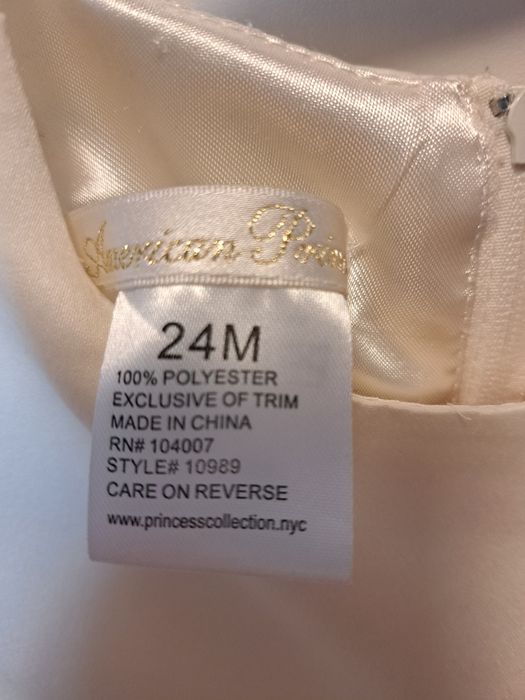 American Prin
24M
100% POLYESTER
EXCLUSIVE OF TRIM
MADE IN CHINA
RN# 104007
STYLE# 10989
CARE ON REVERSE
www.princesscollection.nyc